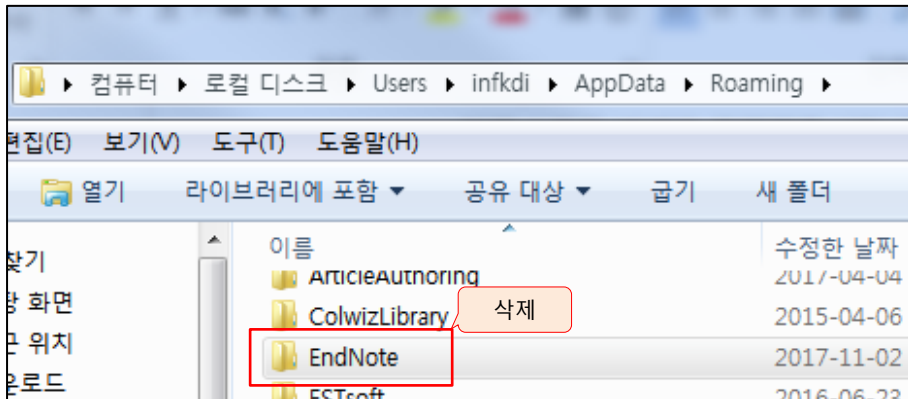 컴퓨터 ▸ 로컬 디스크 ▸ Users ▸ infkdi ▸ AppData ▸ Roaming ▸
편집(E) 보기(V) 도구(T) 도움말(H)
열기 라이브러리에 포함 ▼ 공유 대상 ▼ 굽기 새 폴더
이름 수정한 날짜
찾기
ArticleAuthoring 2017-04-04
화면
ColwizLibrary 삭제 2015-04-06
위치
EndNote 2017-11-02
운로드
ESTsoft 2016-06-23